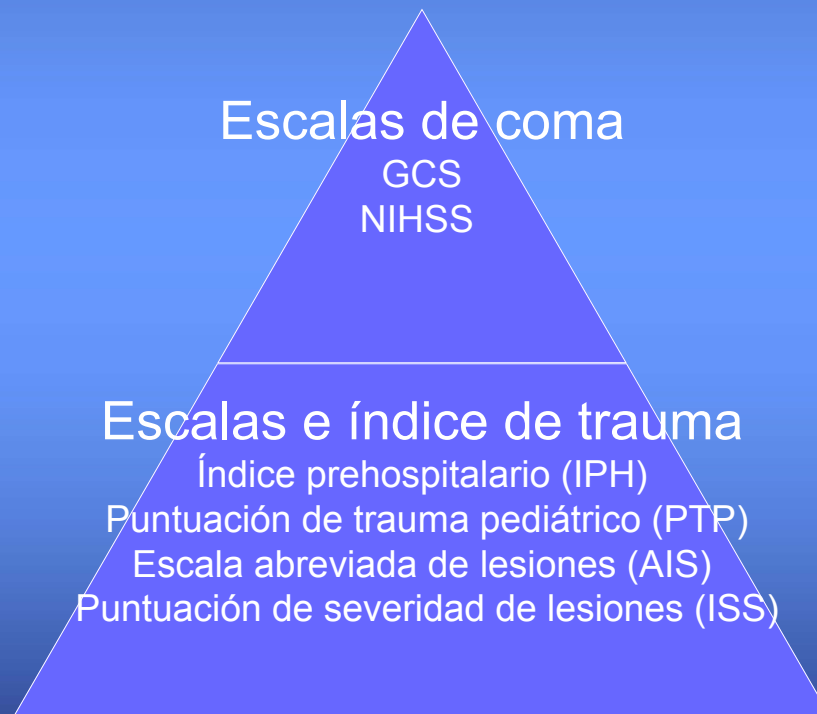 Escalas de coma
GCS
NIHSS
Escalas e índice de trauma
Índice prehospitalario (IPH)
Puntuación de trauma pediátrico (PTP)
Escala abreviada de lesiones (AIS)
Puntuación de severidad de lesiones (ISS)